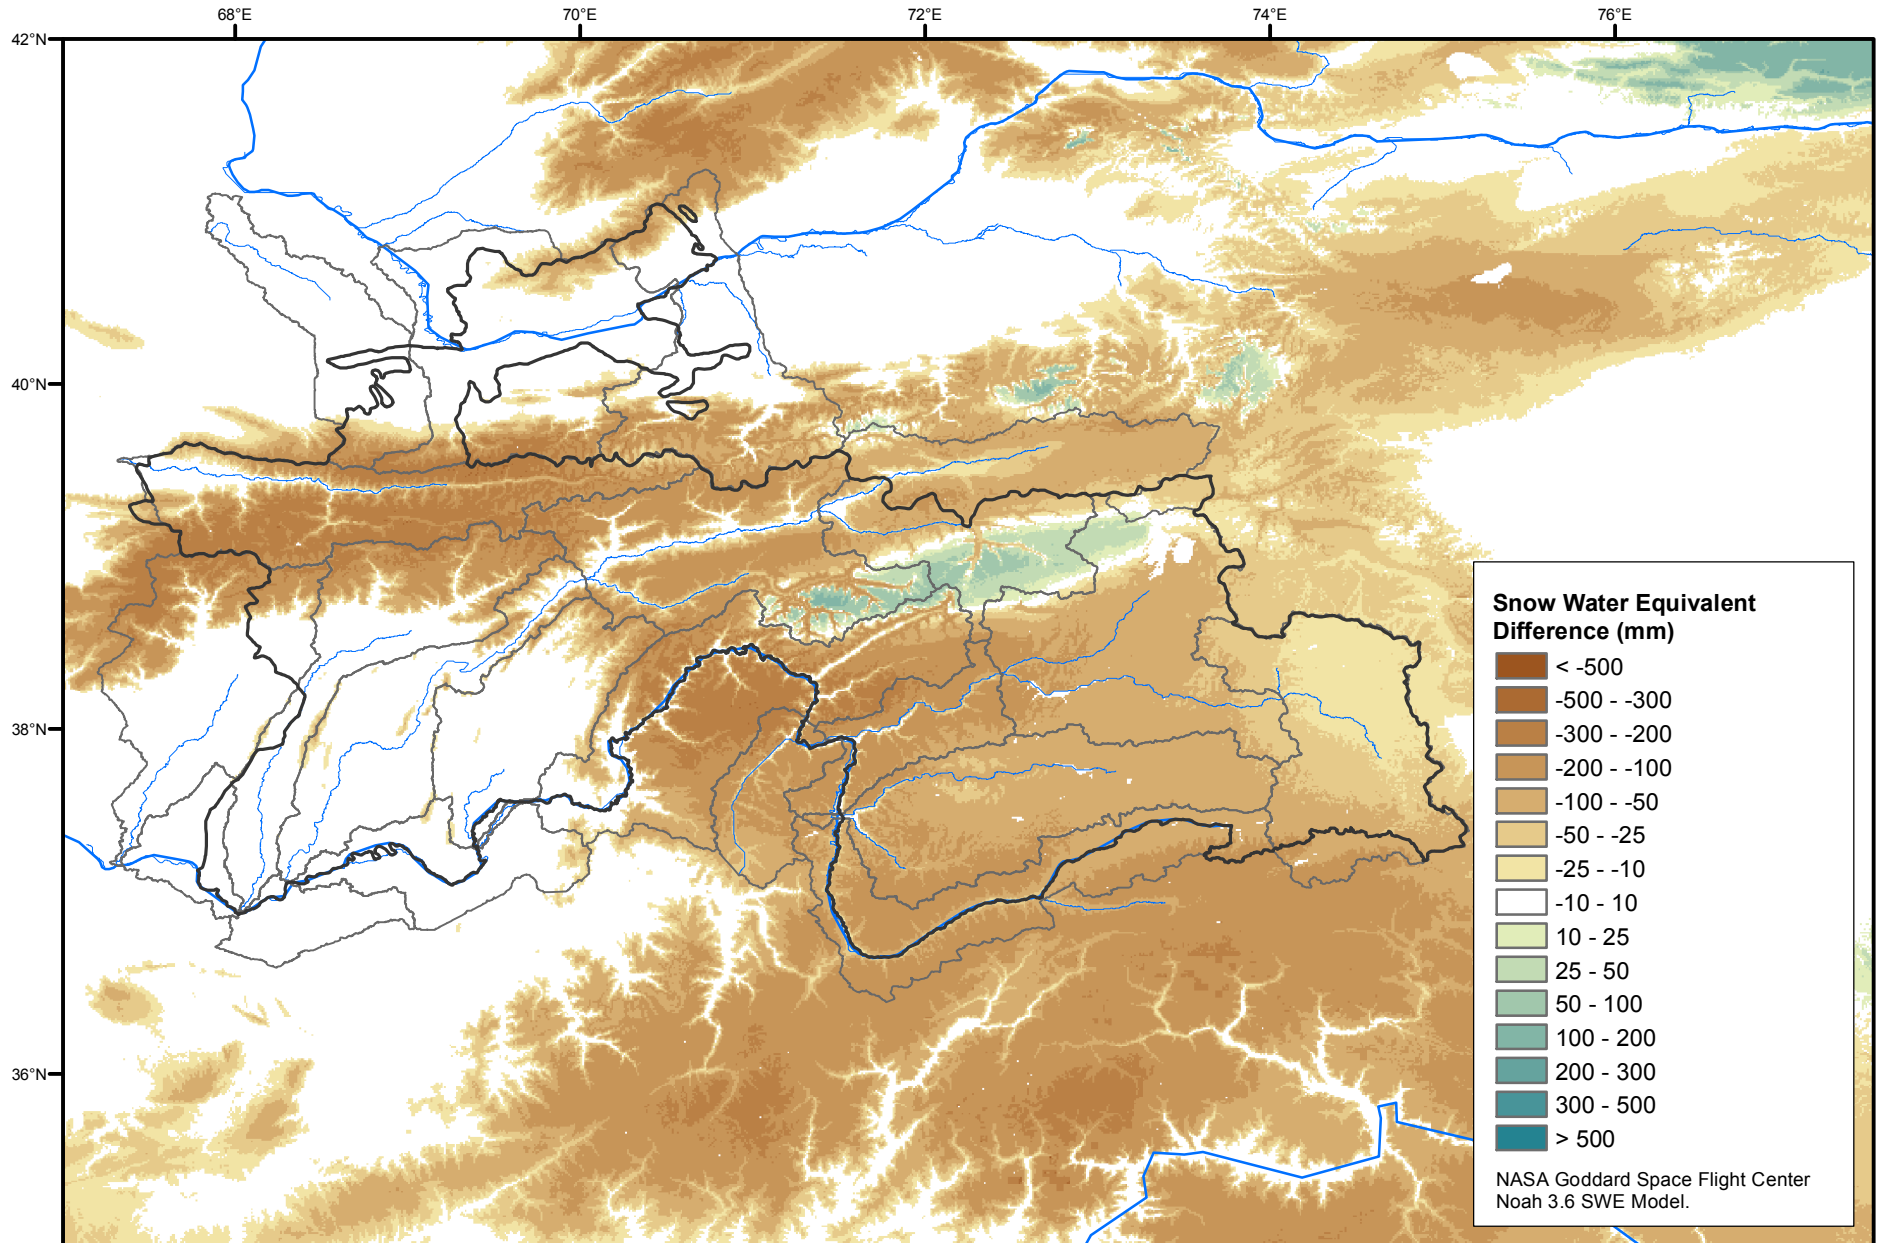 68°E 70°E 72°E 74°E 76°E
42°N
40°N
38°N
36°N
Snow Water Equivalent
Difference (mm)
< -500
-500 - -300
-300 - -200
-200 - -100
-100 - -50
-50 - -25
-25 - -10
-10 - 10
10 - 25
25 - 50
50 - 100
100 - 200
200 - 300
300 - 500
> 500
NASA Goddard Space Flight Center
Noah 3.6 SWE Model.